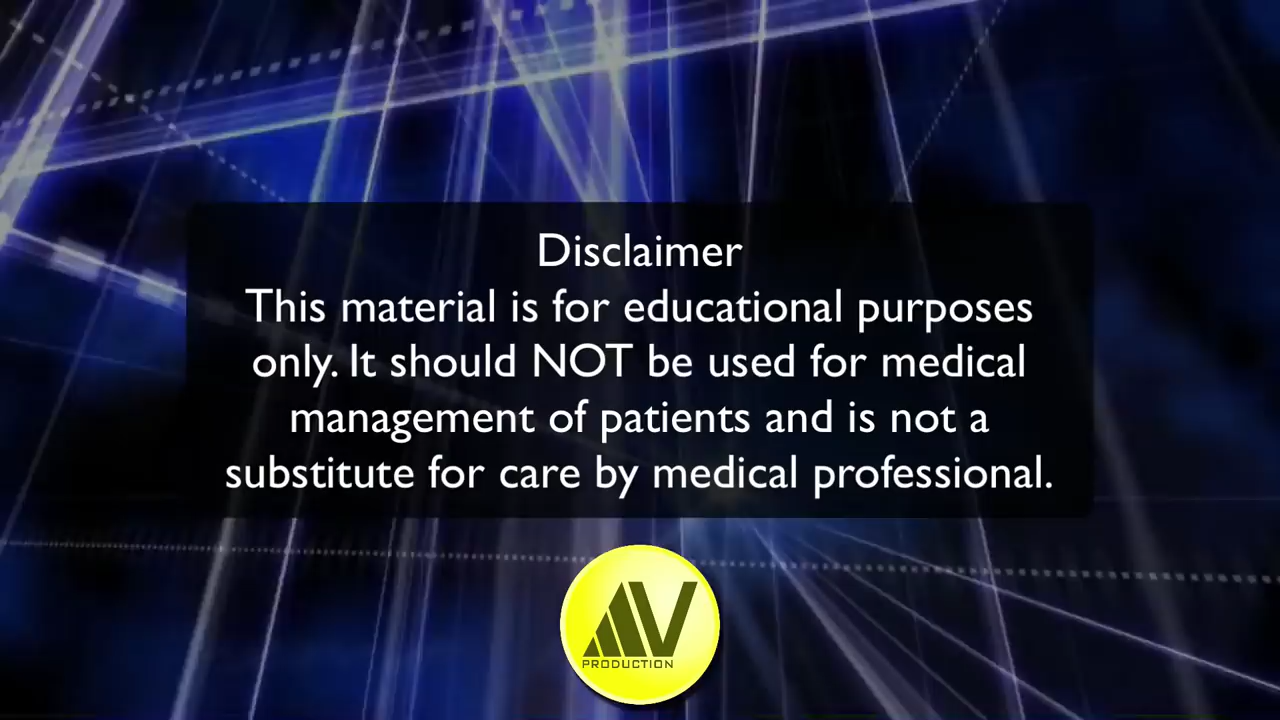 Disclaimer
This material is for educational purposes
only. It should NOT be used for medical
management of patients and is not a
substitute for care by medical professional.
AV
PRODUCTION